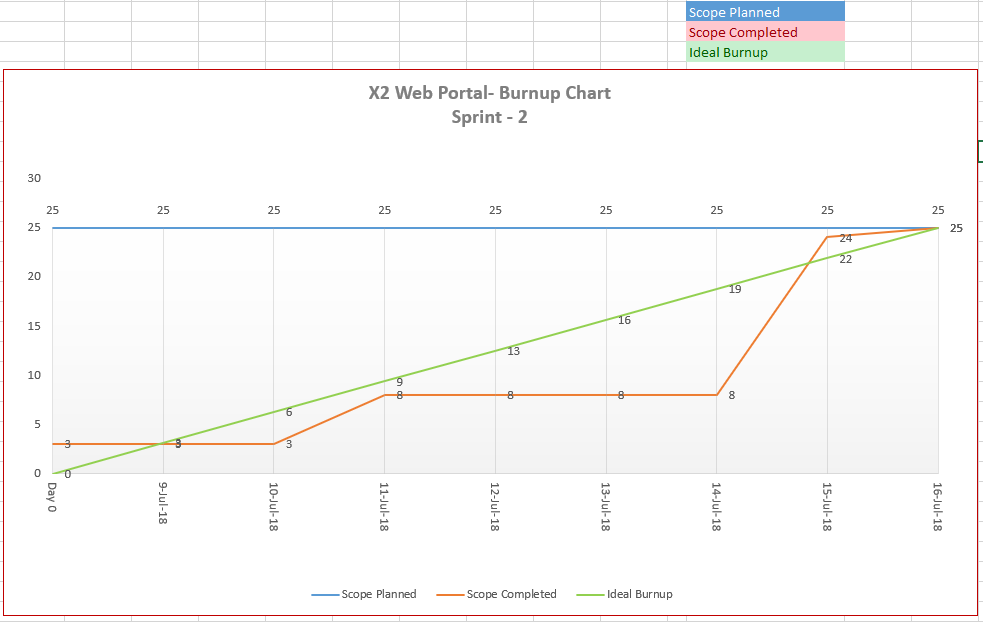 Scope Planned
Scope Completed
Ideal Burnup
X2 Web Portal- Burnup Chart
Sprint - 2
30
25 25 25 25 25 25 25 25 25
25 25
24
22
20
19
16
15
13
10
9
8 8 8 8
6
5
3 3 3 3
0 0
Day 0 9-Jul-18 10-Jul-18 11-Jul-18 12-Jul-18 13-Jul-18 14-Jul-18 15-Jul-18 16-Jul-18
Scope Planned Scope Completed Ideal Burnup